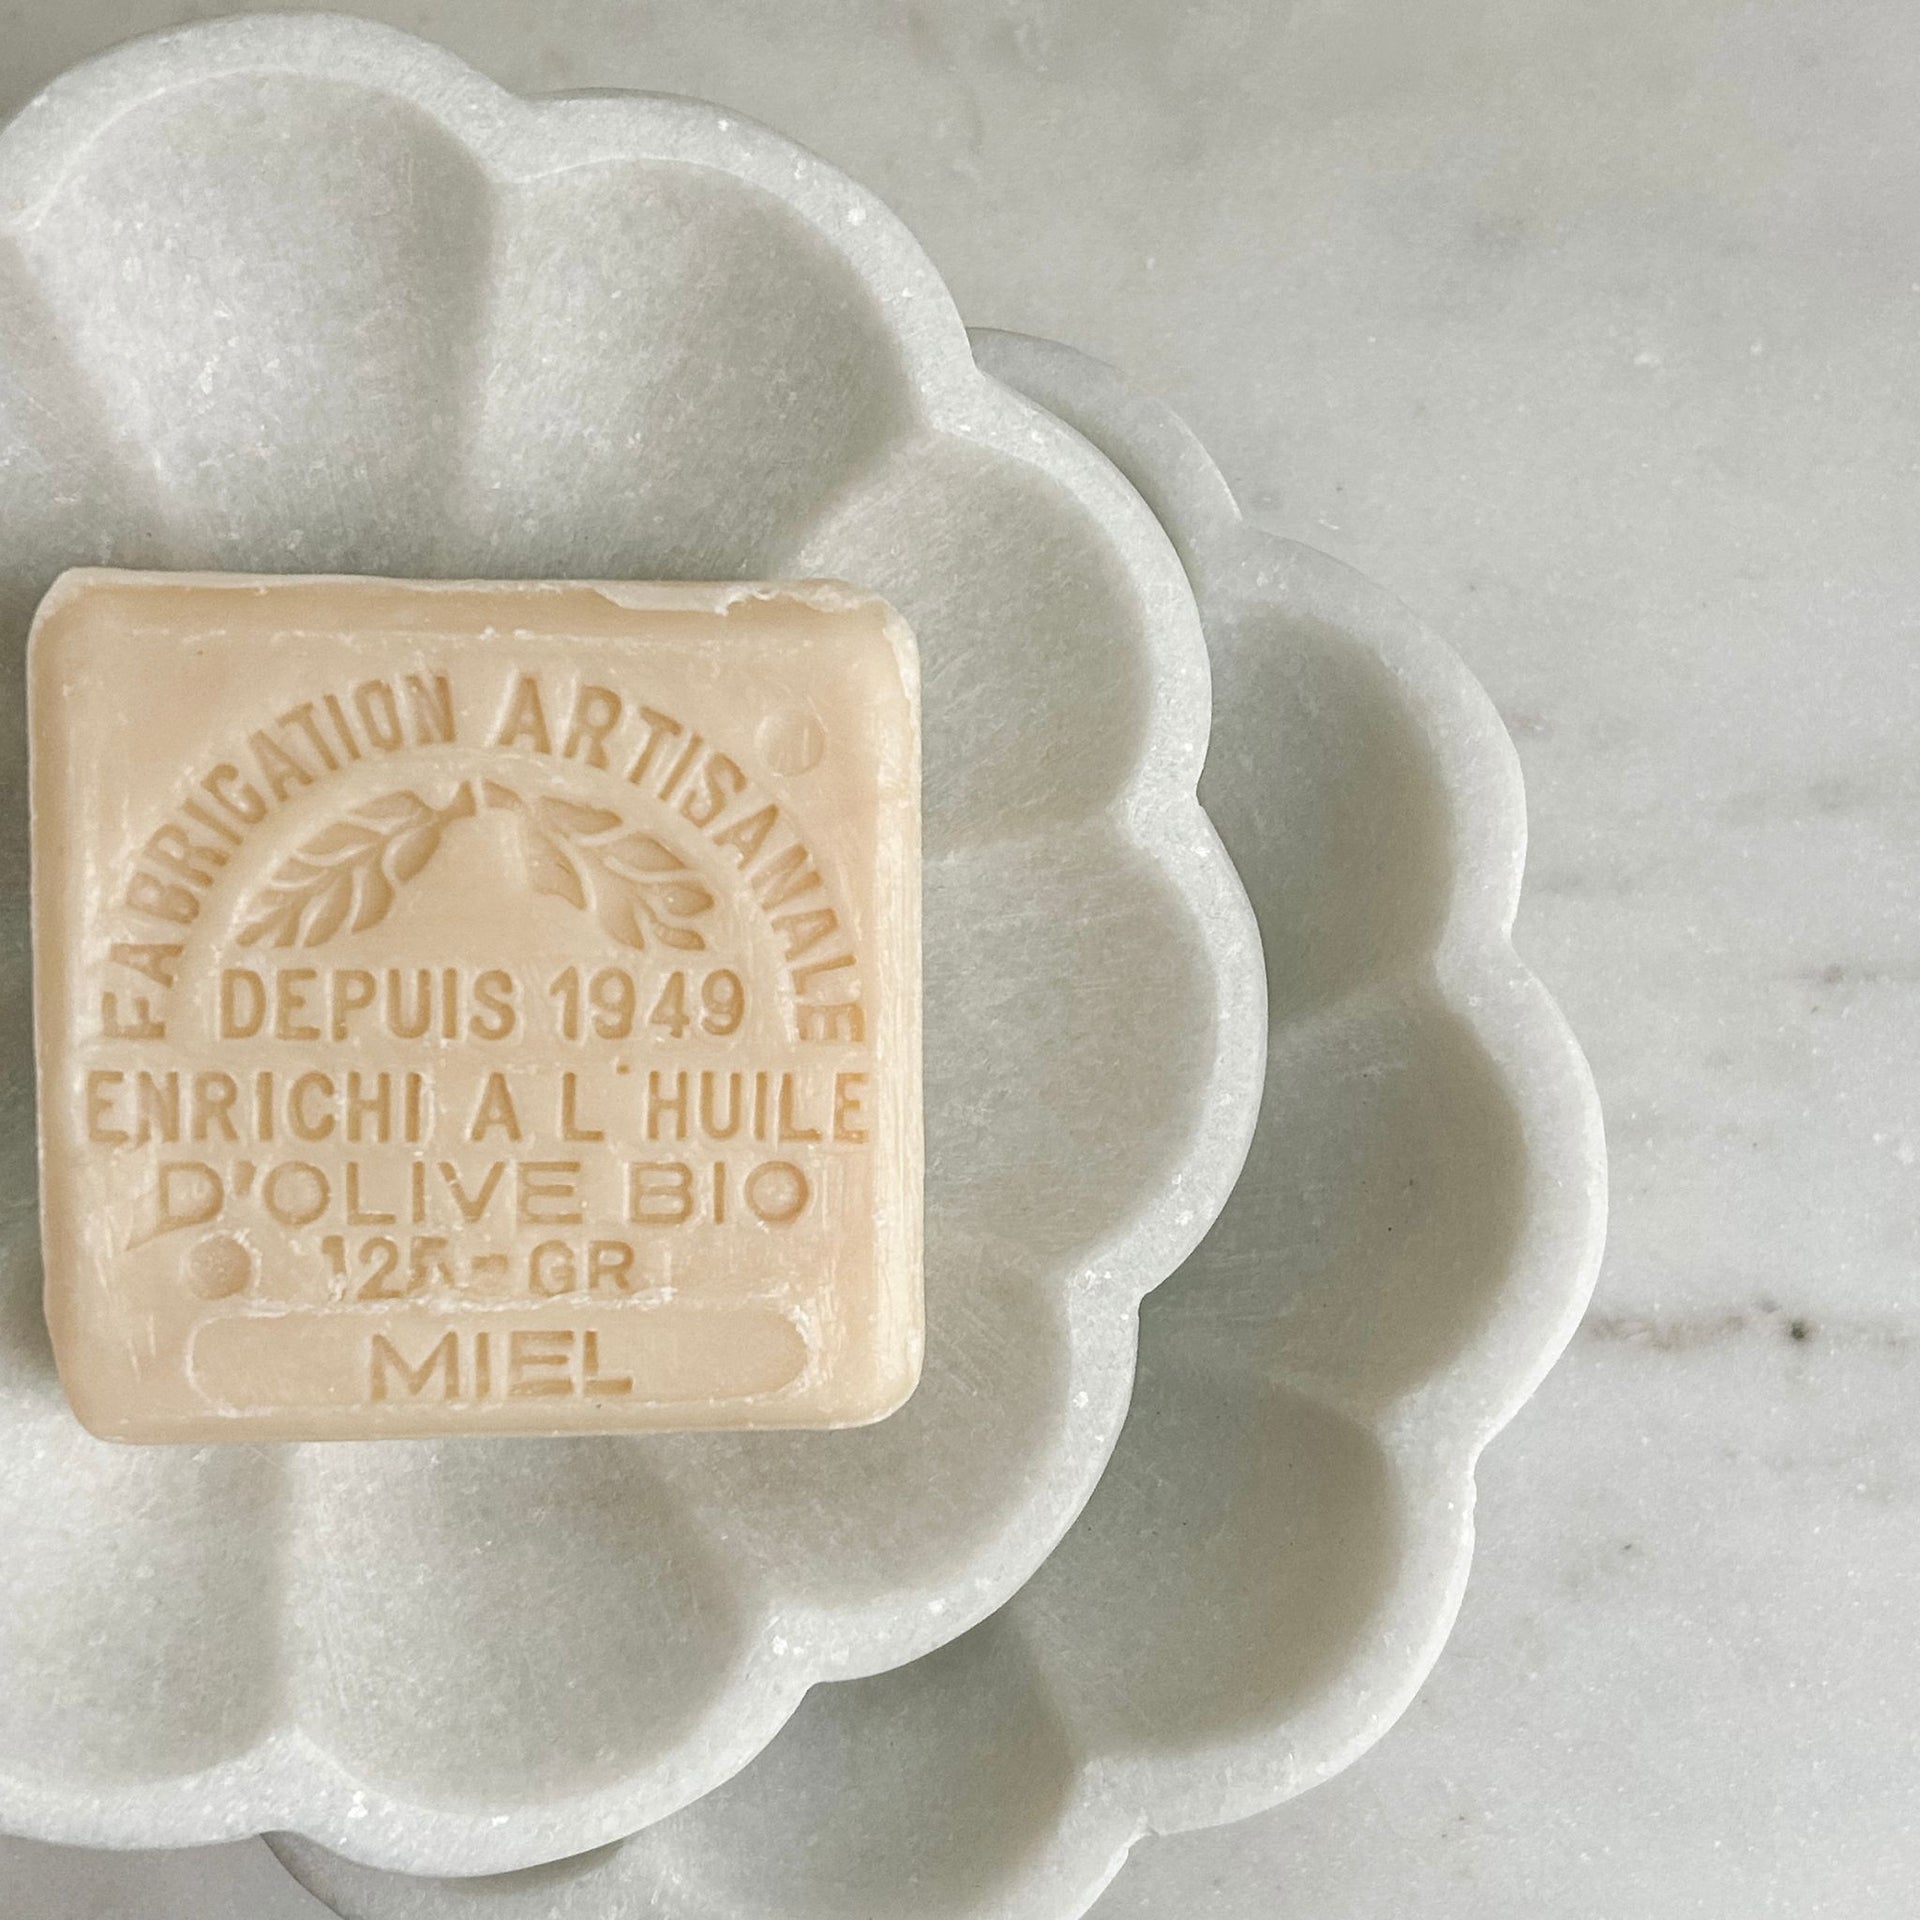 FABRICATION ARTISANALE
DEPUIS 1949
ENRICHI A L'HUILE
D'OLIVE BIO
125-GR
MIEL